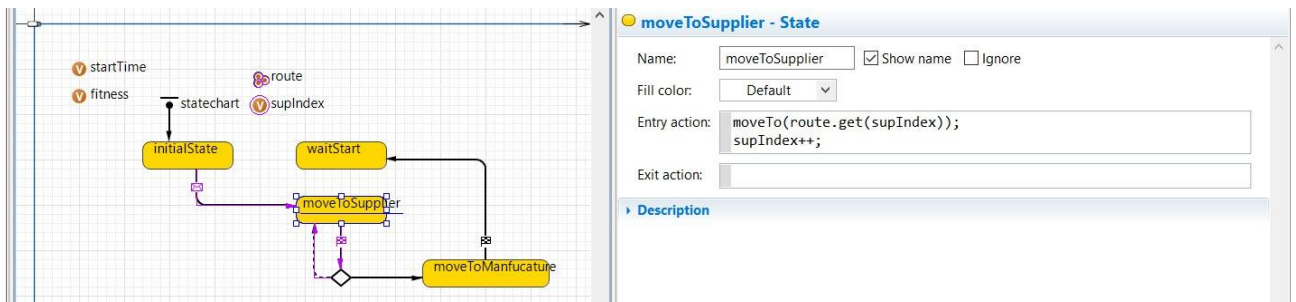 startTime
fitness
route
statechart
supIndex
initialState
waitStart
moveToSupplier
moveToManfucature
moveToSupplier - State
Name: moveToSupplier Show name Ignore
Fill color: Default
Entry action: moveTo(route.get(supIndex));
supIndex++;
Exit action:
Description